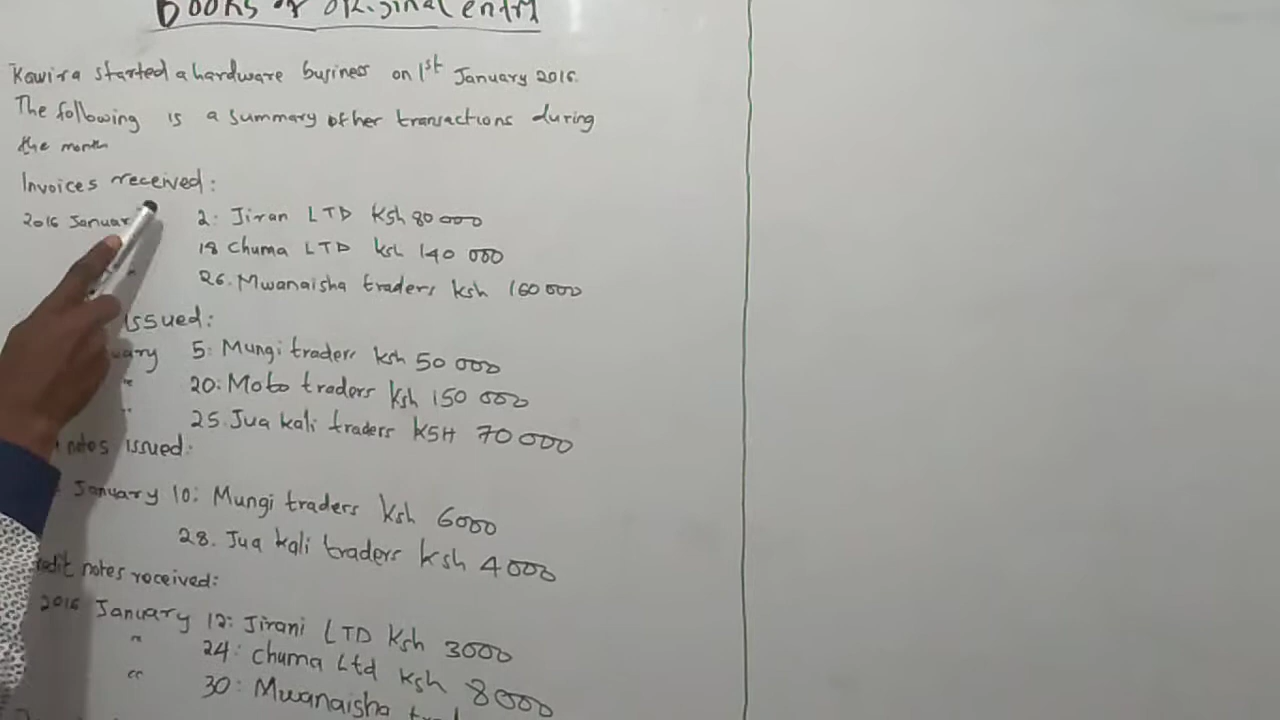 Books of original entry
Kawira started a hardware business on 1st January 2016.
The following is a summary of her transactions during
the month
Invoices received:
2016 Januar 2: Jiran LTD Ksh 80 000
18 Chuma LTD ksh 140 000
" 26. Mwanaisha traders ksh 160 000
issued:
uary 5: Mungi traders ksh 50 000
" 20: Moto traders Ksh 150 000
" 25. Jua kali traders KSH 70 000
notes issued:
January 10: Mungi traders Ksh 6000
28. Jua kali traders ksh 4000
edit notes received:
2016 January 12: Jirani LTD Ksh 3000
" 24: Chuma Ltd ksh 8000
" 30: Mwanaisha